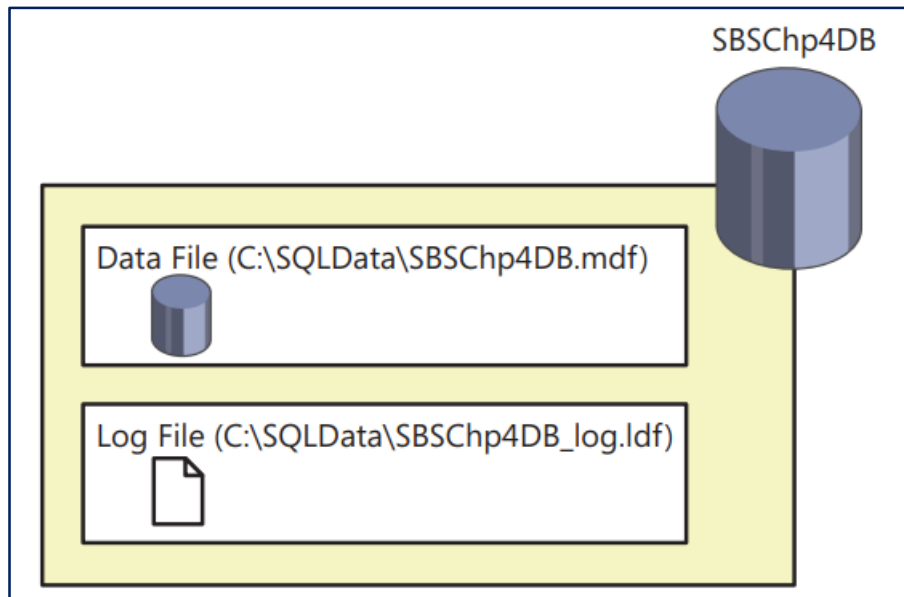 SBSChp4DB
Data File (C:\SQLData\SBSChp4DB.mdf)
Log File (C:\SQLData\SBSChp4DB_log.ldf)